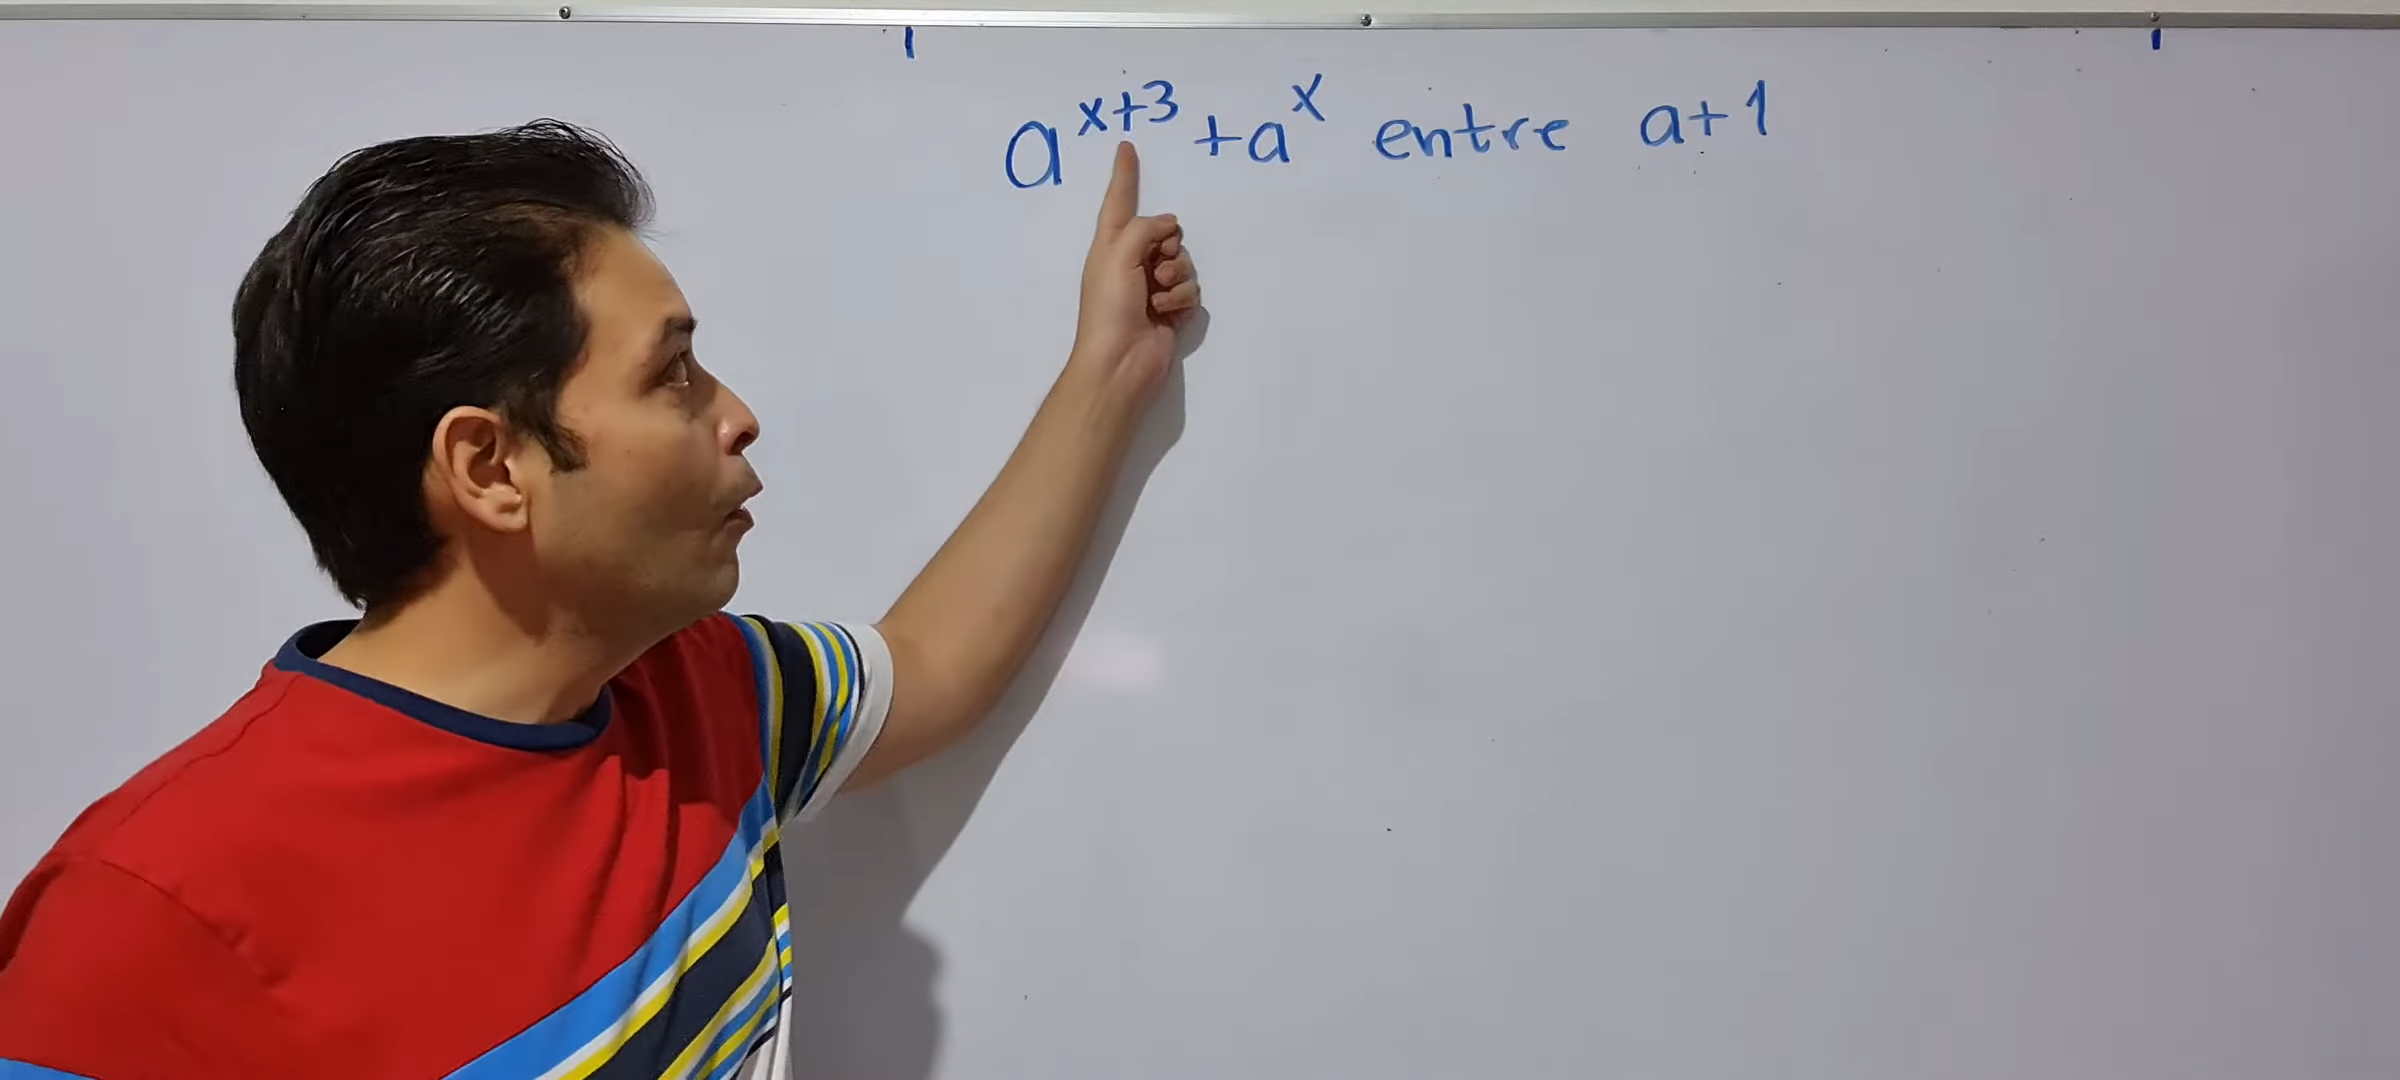 a^{x+3} + a^x entre a+1